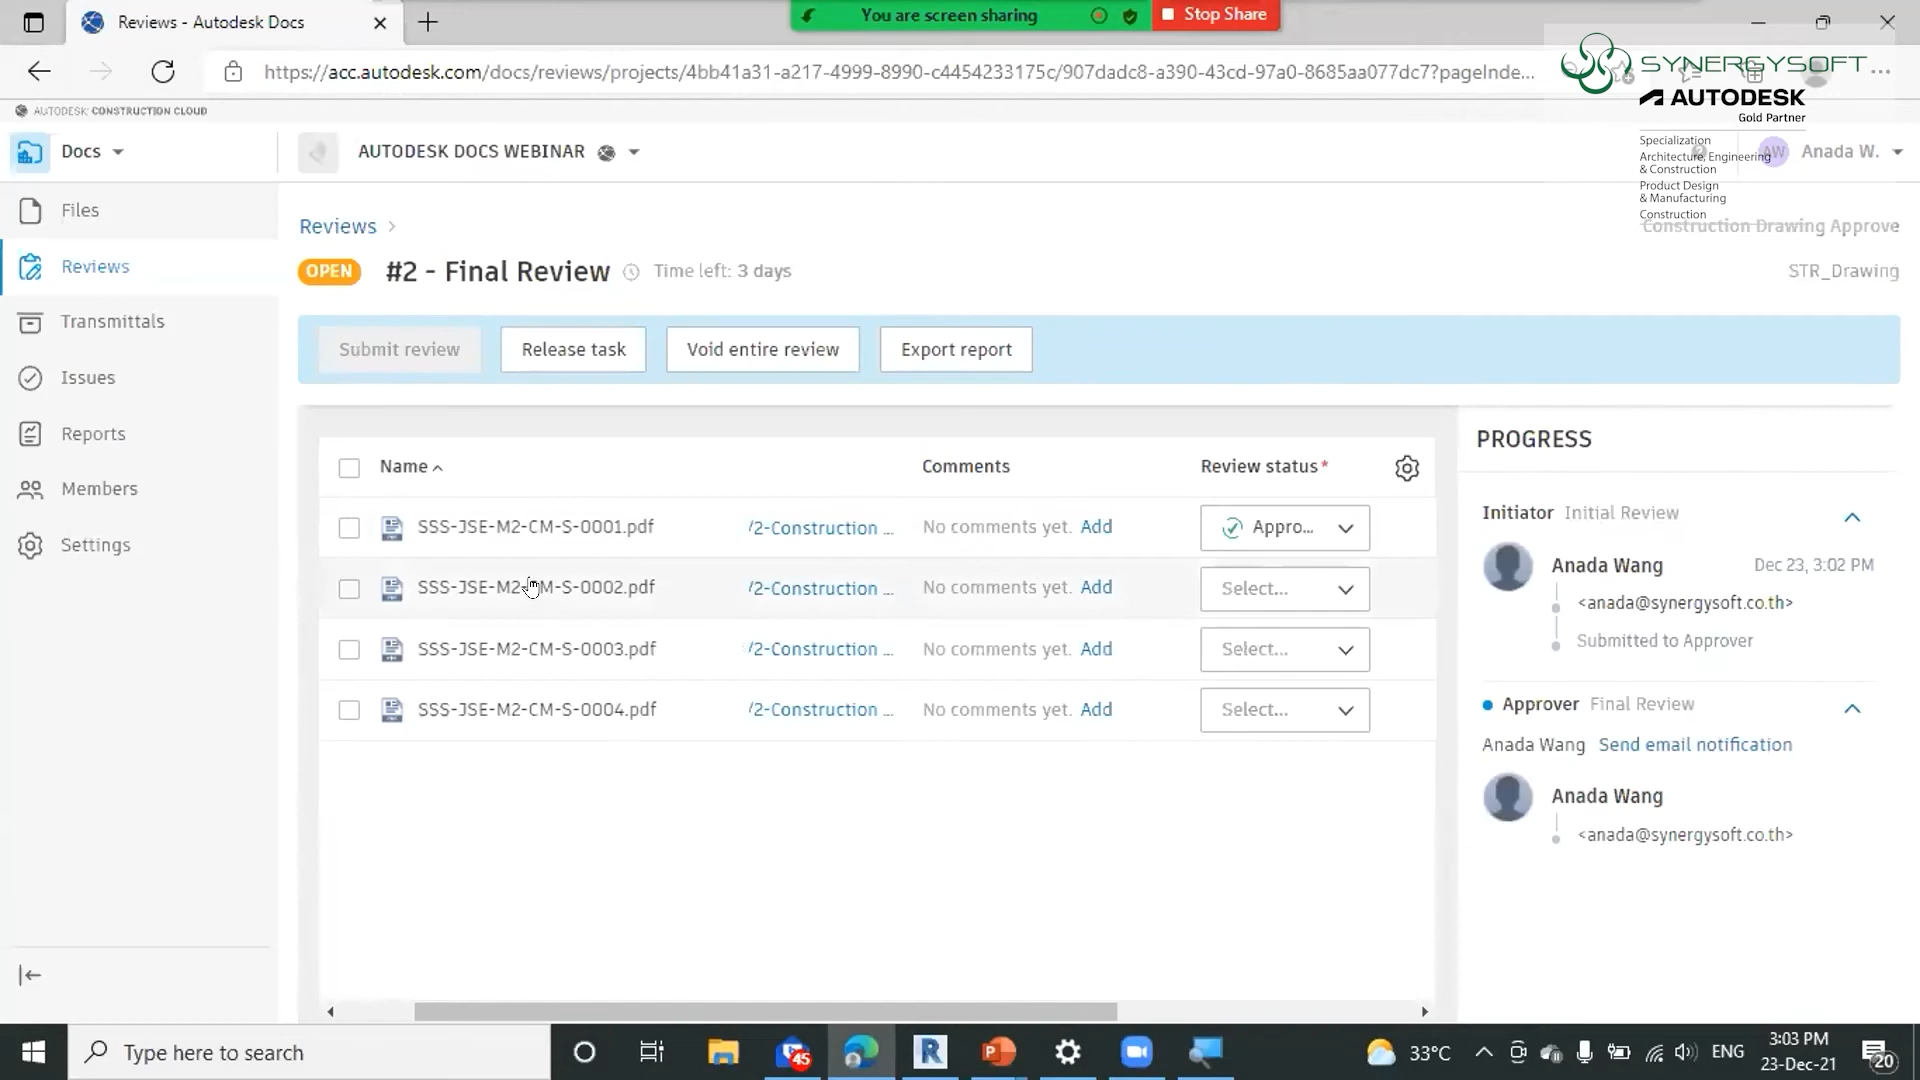 Reviews - Autodesk Docs
You are screen sharing
Stop Share
https://acc.autodesk.com/docs/reviews/projects/4bb41a31-a217-4999-8990-c4454233175c/907dadc8-a390-43cd-97a0-8685aa077dc7?pageInde...
SYNERGYSOFT
AUTODESK
Gold Partner
Specialization
Architecture, Engineering
& Construction
Product Design
& Manufacturing
Construction
AUTODESK CONSTRUCTION CLOUD
Docs
AUTODESK DOCS WEBINAR
AW
Anada W.
Files
Reviews
Transmittals
Issues
Reports
Members
Settings
Reviews >
Construction Drawing Approve
OPEN #2 - Final Review Time left: 3 days
STR_Drawing
Submit review Release task Void entire review Export report
Name Comments Review status*
SSS-JSE-M2-CM-S-0001.pdf /2-Construction ... No comments yet. Add Appro...
SSS-JSE-M2-CM-S-0002.pdf /2-Construction ... No comments yet. Add Select...
SSS-JSE-M2-CM-S-0003.pdf /2-Construction ... No comments yet. Add Select...
SSS-JSE-M2-CM-S-0004.pdf /2-Construction ... No comments yet. Add Select...
PROGRESS
Initiator Initial Review
Anada Wang Dec 23, 3:02 PM
<anada@synergysoft.co.th>
Submitted to Approver
Approver Final Review
Anada Wang Send email notification
Anada Wang
<anada@synergysoft.co.th>
Type here to search
45
33°C
ENG
3:03 PM
23-Dec-21
20